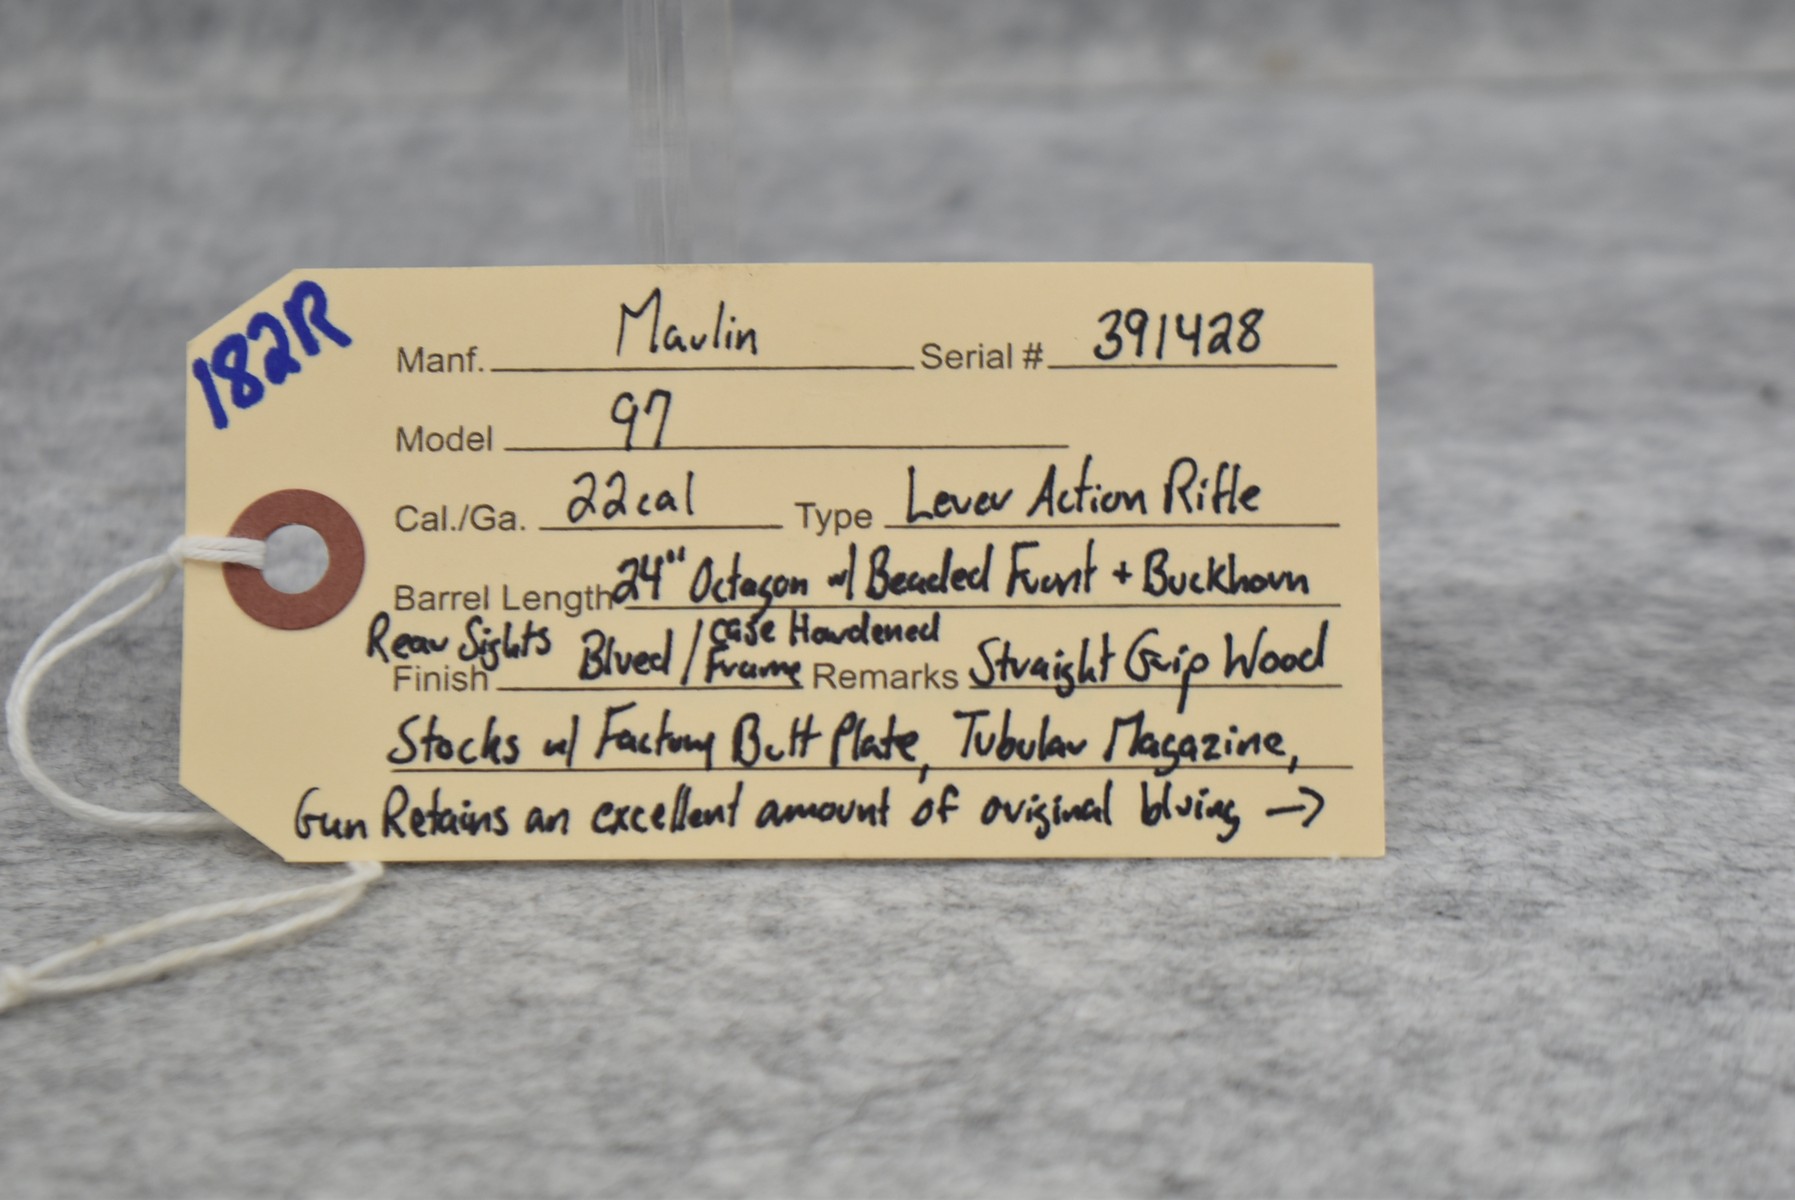 182R
Manf. Marlin Serial # 391428
Model 97
Cal./Ga. 22cal Type Lever Action Rifle
Barrel Length 24" Octagon w/ Beaded Front + Buckhorn
Rear Sights
Finish Blued / Case Hardened Frame Remarks Straight Grip Wood
Stocks w/ Factory Butt Plate, Tubular Magazine,
Gun Retains an excellent amount of original bluing →